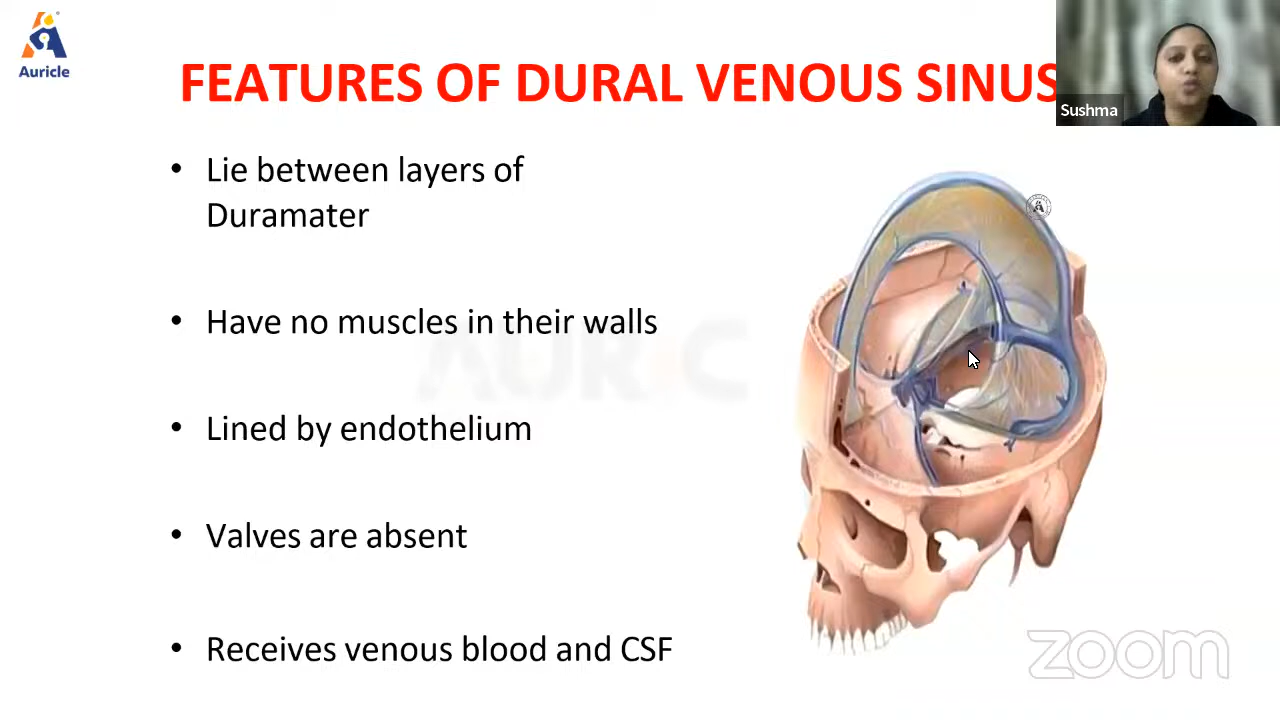 Auricle
FEATURES OF DURAL VENOUS SINUS
Sushma
• Lie between layers of
Duramater
• Have no muscles in their walls
• Lined by endothelium
• Valves are absent
• Receives venous blood and CSF
zoom